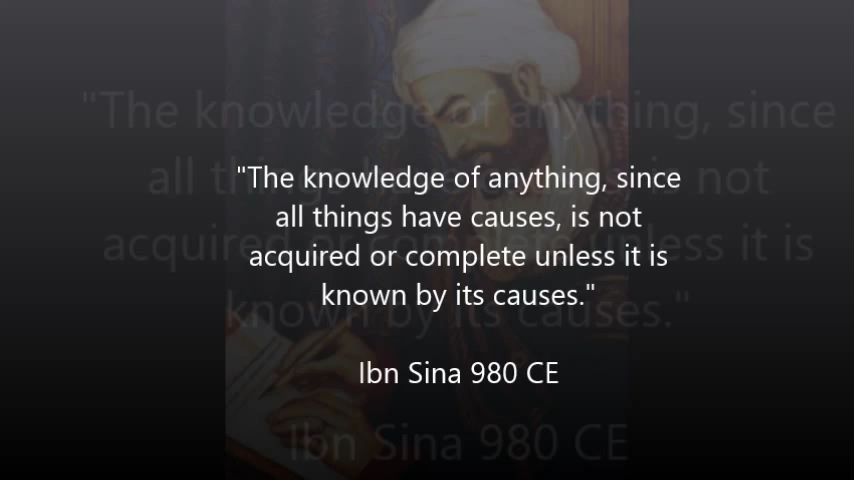 "The knowledge of anything, since
all things have causes, is not
acquired or complete unless it is
known by its causes."
Ibn Sina 980 CE